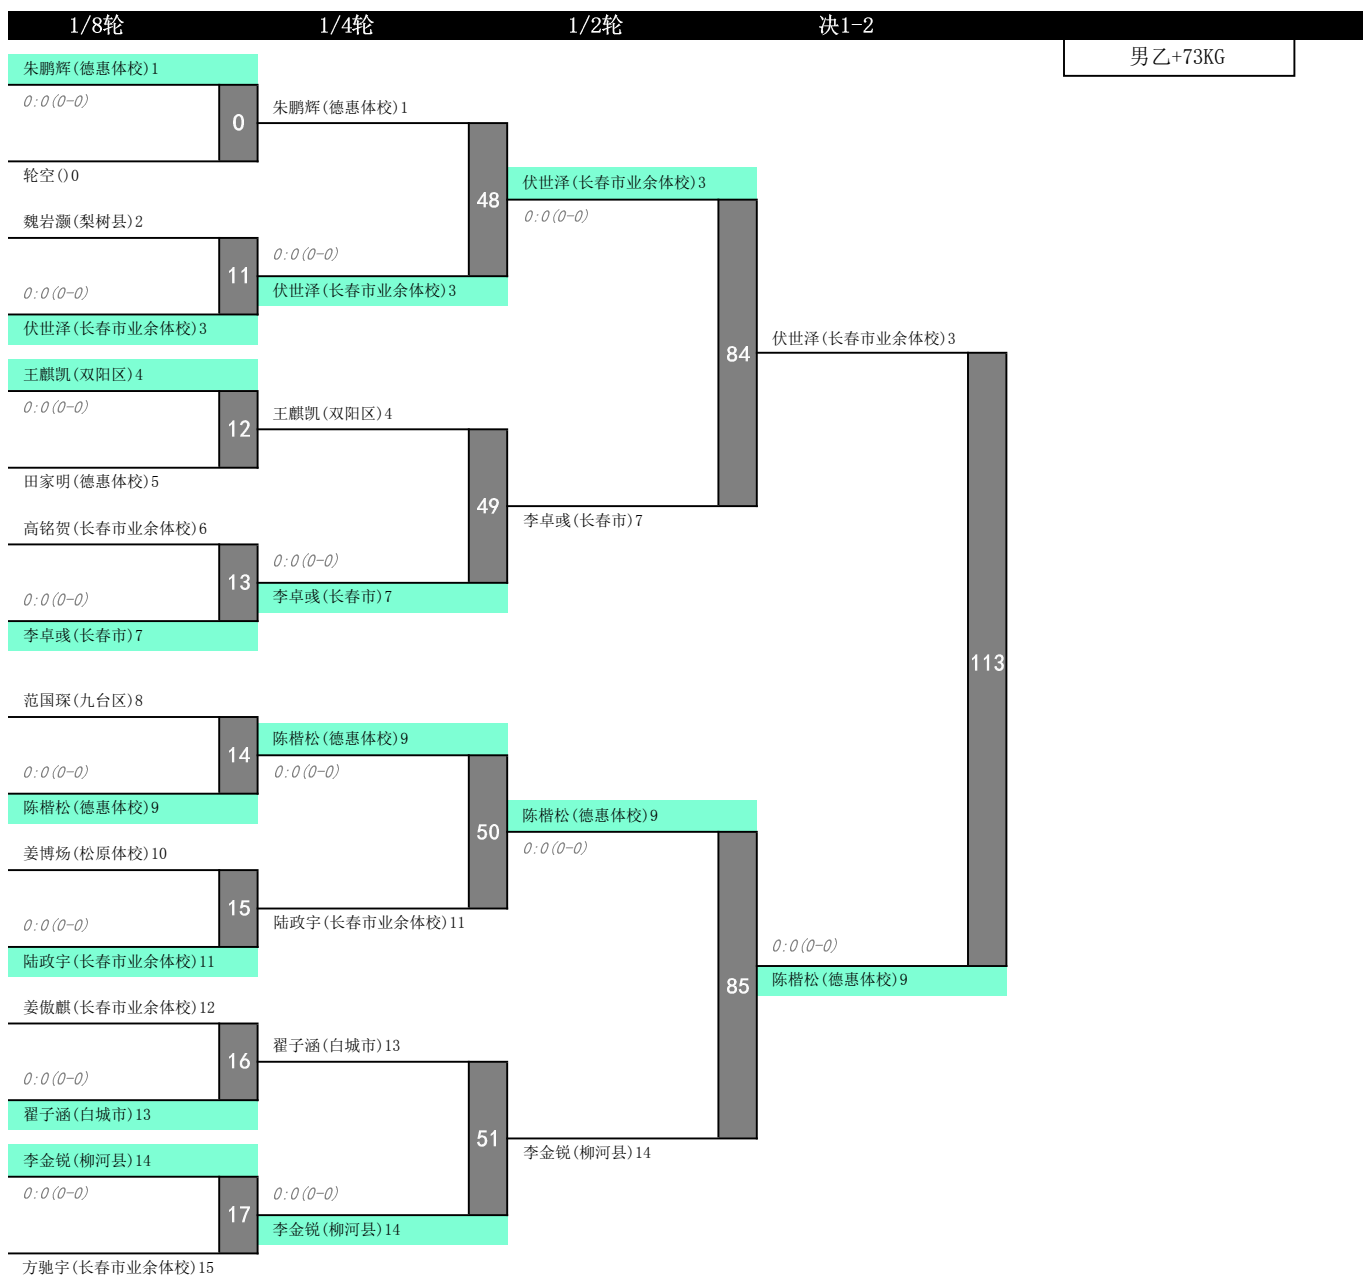 1/8轮 1/4轮 1/2轮 决1-2
男乙+73KG
朱鹏辉(德惠体校)1
0:0(0-0)
0
轮空()0
魏岩灏(梨树县)2
11
0:0(0-0)
伏世泽(长春市业余体校)3
王麒凯(双阳区)4
0:0(0-0)
12
田家明(德惠体校)5
高铭贺(长春市业余体校)6
13
0:0(0-0)
李卓彧(长春市)7
范国琛(九台区)8
14
0:0(0-0)
陈楷松(德惠体校)9
姜博炀(松原体校)10
15
0:0(0-0)
陆政宇(长春市业余体校)11
姜傲麒(长春市业余体校)12
16
0:0(0-0)
翟子涵(白城市)13
李金锐(柳河县)14
0:0(0-0)
17
方驰宇(长春市业余体校)15
朱鹏辉(德惠体校)1
48
0:0(0-0)
伏世泽(长春市业余体校)3
王麒凯(双阳区)4
49
0:0(0-0)
李卓彧(长春市)7
陈楷松(德惠体校)9
0:0(0-0)
50
陆政宇(长春市业余体校)11
翟子涵(白城市)13
51
0:0(0-0)
李金锐(柳河县)14
伏世泽(长春市业余体校)3
0:0(0-0)
84
李卓彧(长春市)7
陈楷松(德惠体校)9
0:0(0-0)
85
李金锐(柳河县)14
伏世泽(长春市业余体校)3
113
0:0(0-0)
陈楷松(德惠体校)9